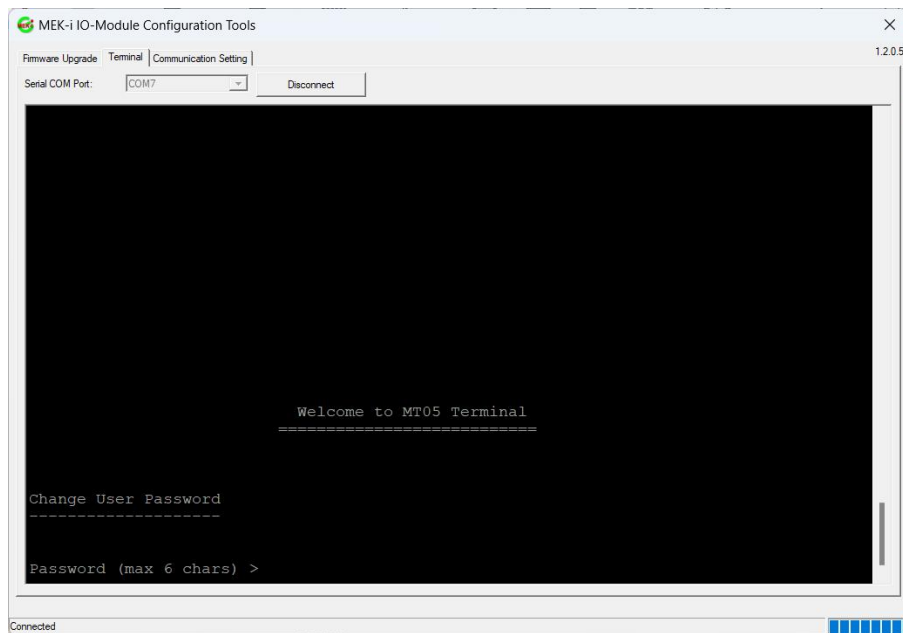 MEK-i IO-Module Configuration Tools
Firmware Upgrade Terminal Communication Setting 1.2.0.5
Serial COM Port: COM7 Disconnect
Welcome to MT05 Terminal
===========================
Change User Password
--------------------
Password (max 6 chars) >
Connected